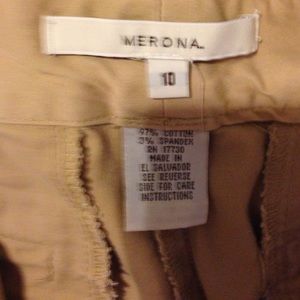 MERONA
10
97% COTTON
3% SPANDEX
RN 17730
MADE IN
EL SALVADOR
SEE REVERSE
SIDE FOR CARE
INSTRUCTIONS